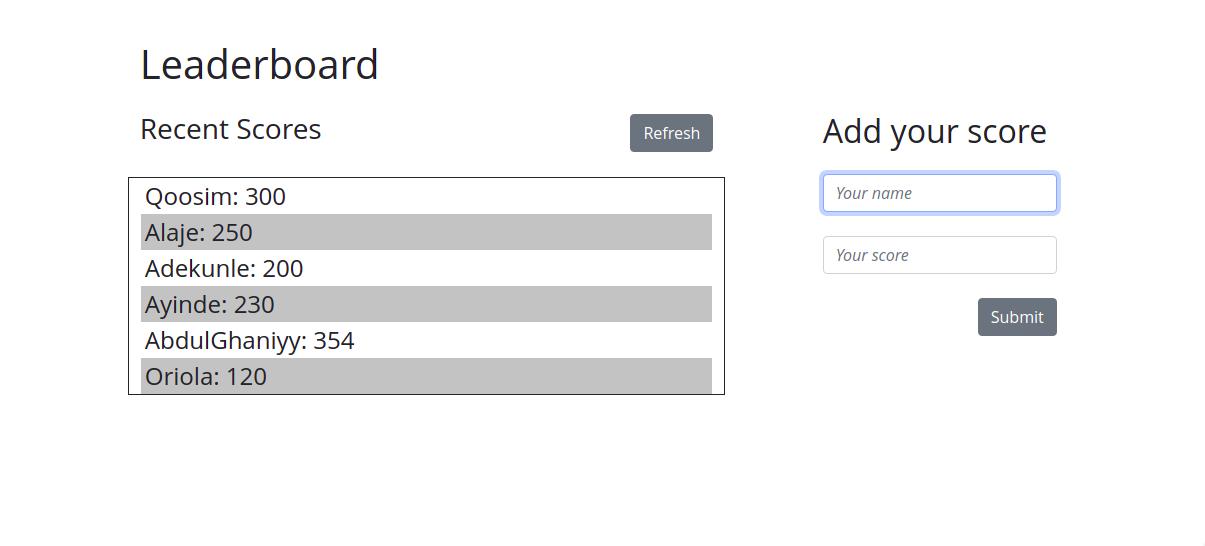 Leaderboard
Recent Scores
Refresh
Qoosim: 300
Alaje: 250
Adekunle: 200
Ayinde: 230
AbdulGhaniyy: 354
Oriola: 120
Add your score
Your name
Your score
Submit